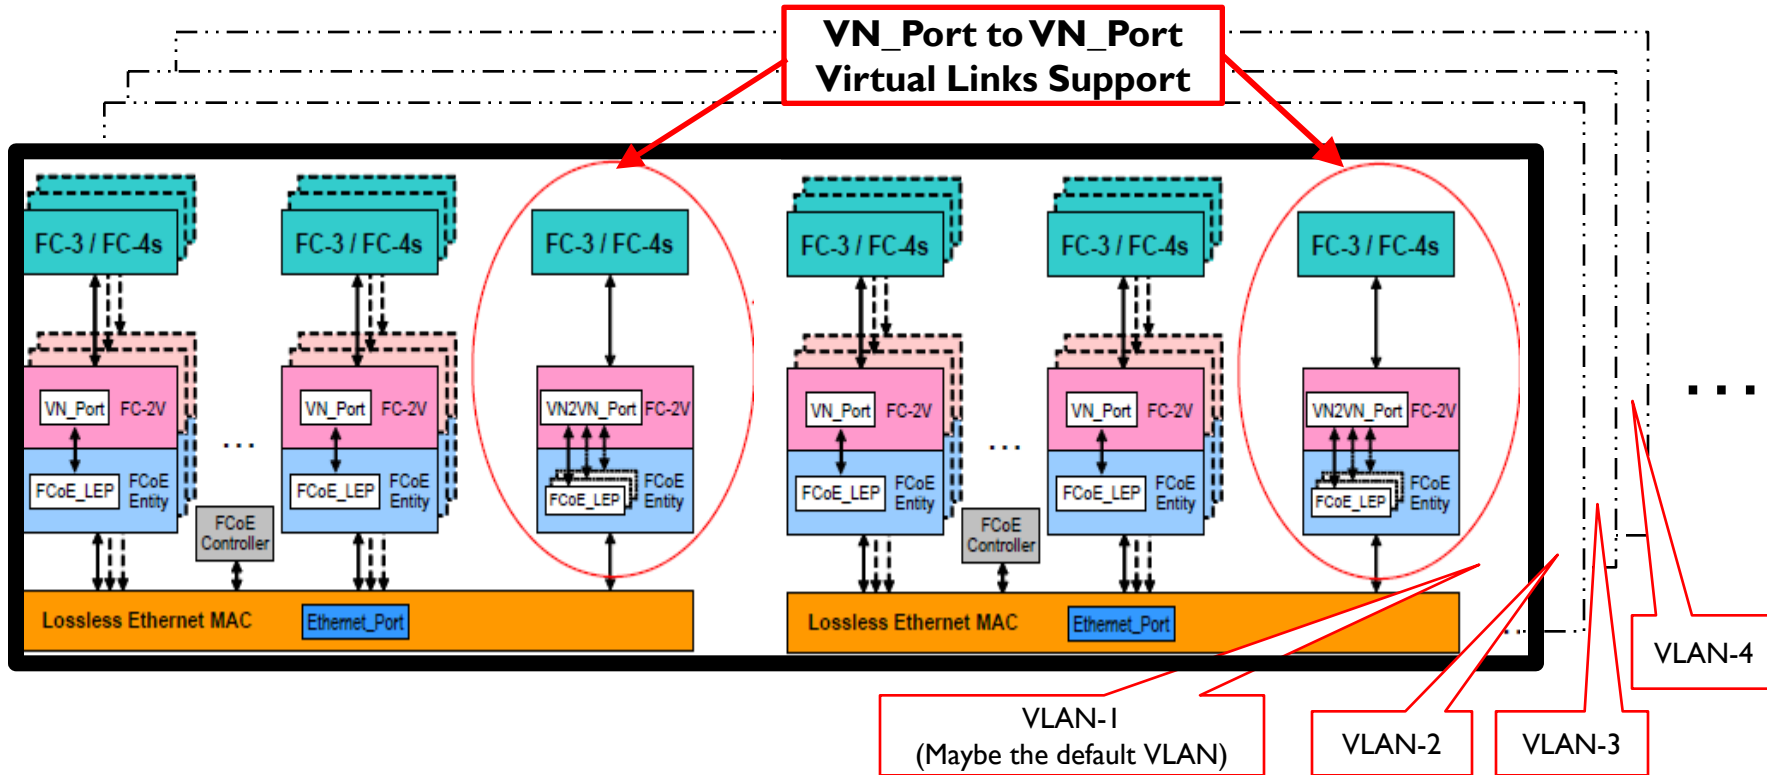 VN_Port to VN_Port
Virtual Links Support
FC-3 / FC-4s
FC-3 / FC-4s
FC-3 / FC-4s
FC-3 / FC-4s
FC-3 / FC-4s
FC-3 / FC-4s
VN_Port FC-2V
VN_Port FC-2V
VN2VN_Port FC-2V
VN_Port FC-2V
VN_Port FC-2V
VN2VN_Port FC-2V
...
...
...
FCoE_LEP FCoE
Entity
FCoE_LEP FCoE
Entity
FCoE_LEP FCoE
Entity
FCoE_LEP FCoE
Entity
FCoE_LEP FCoE
Entity
FCoE_LEP FCoE
Entity
FCoE
Controller
FCoE
Controller
Lossless Ethernet MAC Ethernet_Port
Lossless Ethernet MAC Ethernet_Port
VLAN-1
(Maybe the default VLAN)
VLAN-2
VLAN-3
VLAN-4